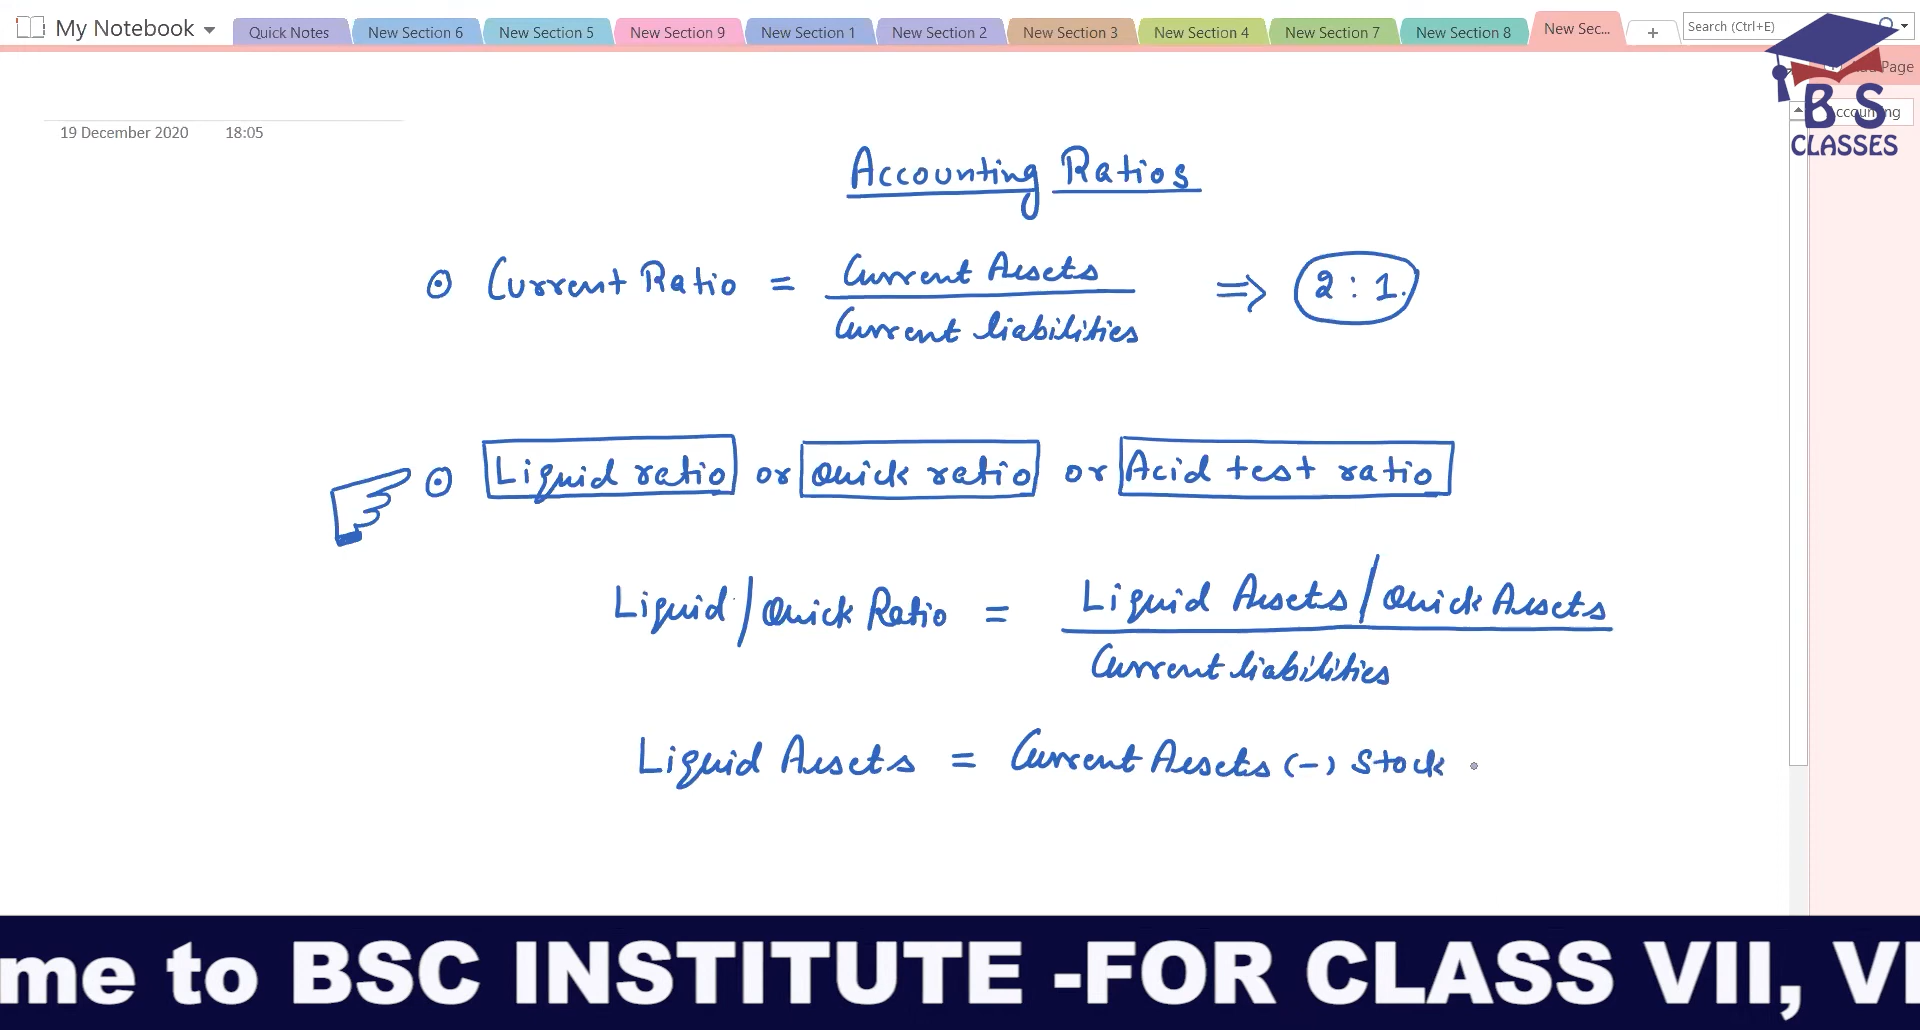 My Notebook
Quick Notes
New Section 6
New Section 5
New Section 9
New Section 1
New Section 2
New Section 3
New Section 4
New Section 7
New Section 8
New Sec...
+
Search (Ctrl+E)
Page
BS
CLASSES
19 December 2020 18:05
Accounting Ratios
Current Ratio = Current Assets / Current liabilities ⇒ 2 : 1.
Liquid ratio or Quick ratio or Acid test ratio
Liquid/Quick Ratio = Liquid Assets/Quick Assets
Current liabilities
Liquid Assets = Current Assets (-) Stock
me to BSC INSTITUTE -FOR CLASS VII, VI